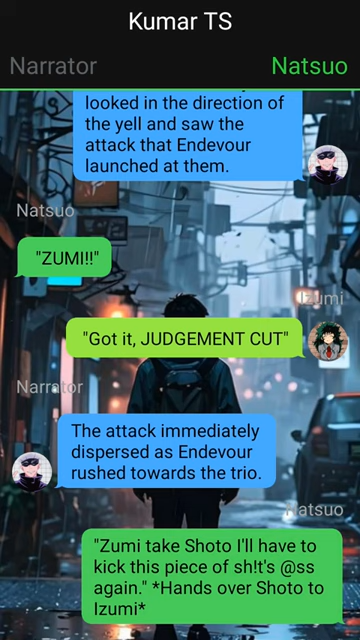 Kumar TS
Narrator
Natsuo
looked in the direction of
the yell and saw the
attack that Endevour
launched at them.
Natsuo
"ZUMI!!"
Izumi
"Got it, JUDGEMENT CUT"
Narrator
The attack immediately
dispersed as Endevour
rushed towards the trio.
Natsuo
"Zumi take Shoto I'll have to
kick this piece of sh!t's @ss
again." *Hands over Shoto to
Izumi*